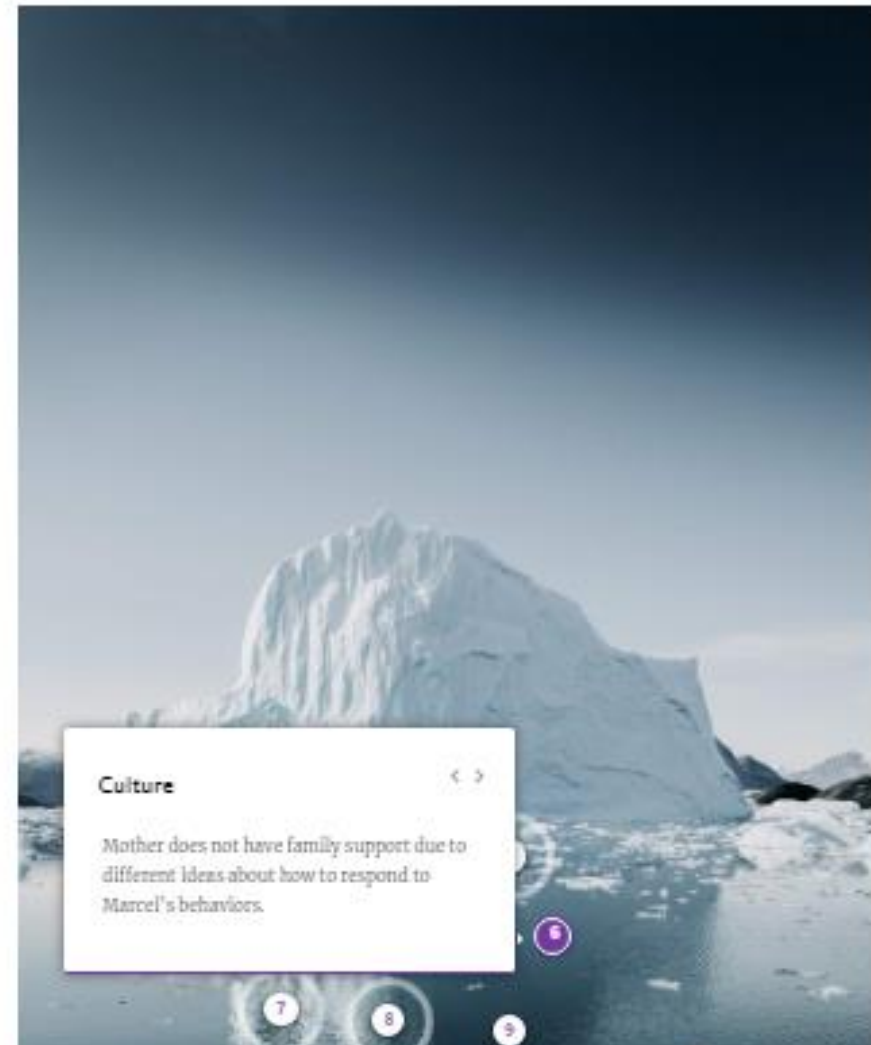 Culture
Mother does not have family support due to
different ideas about how to respond to
Marcel's behaviors.
6
7
8
9